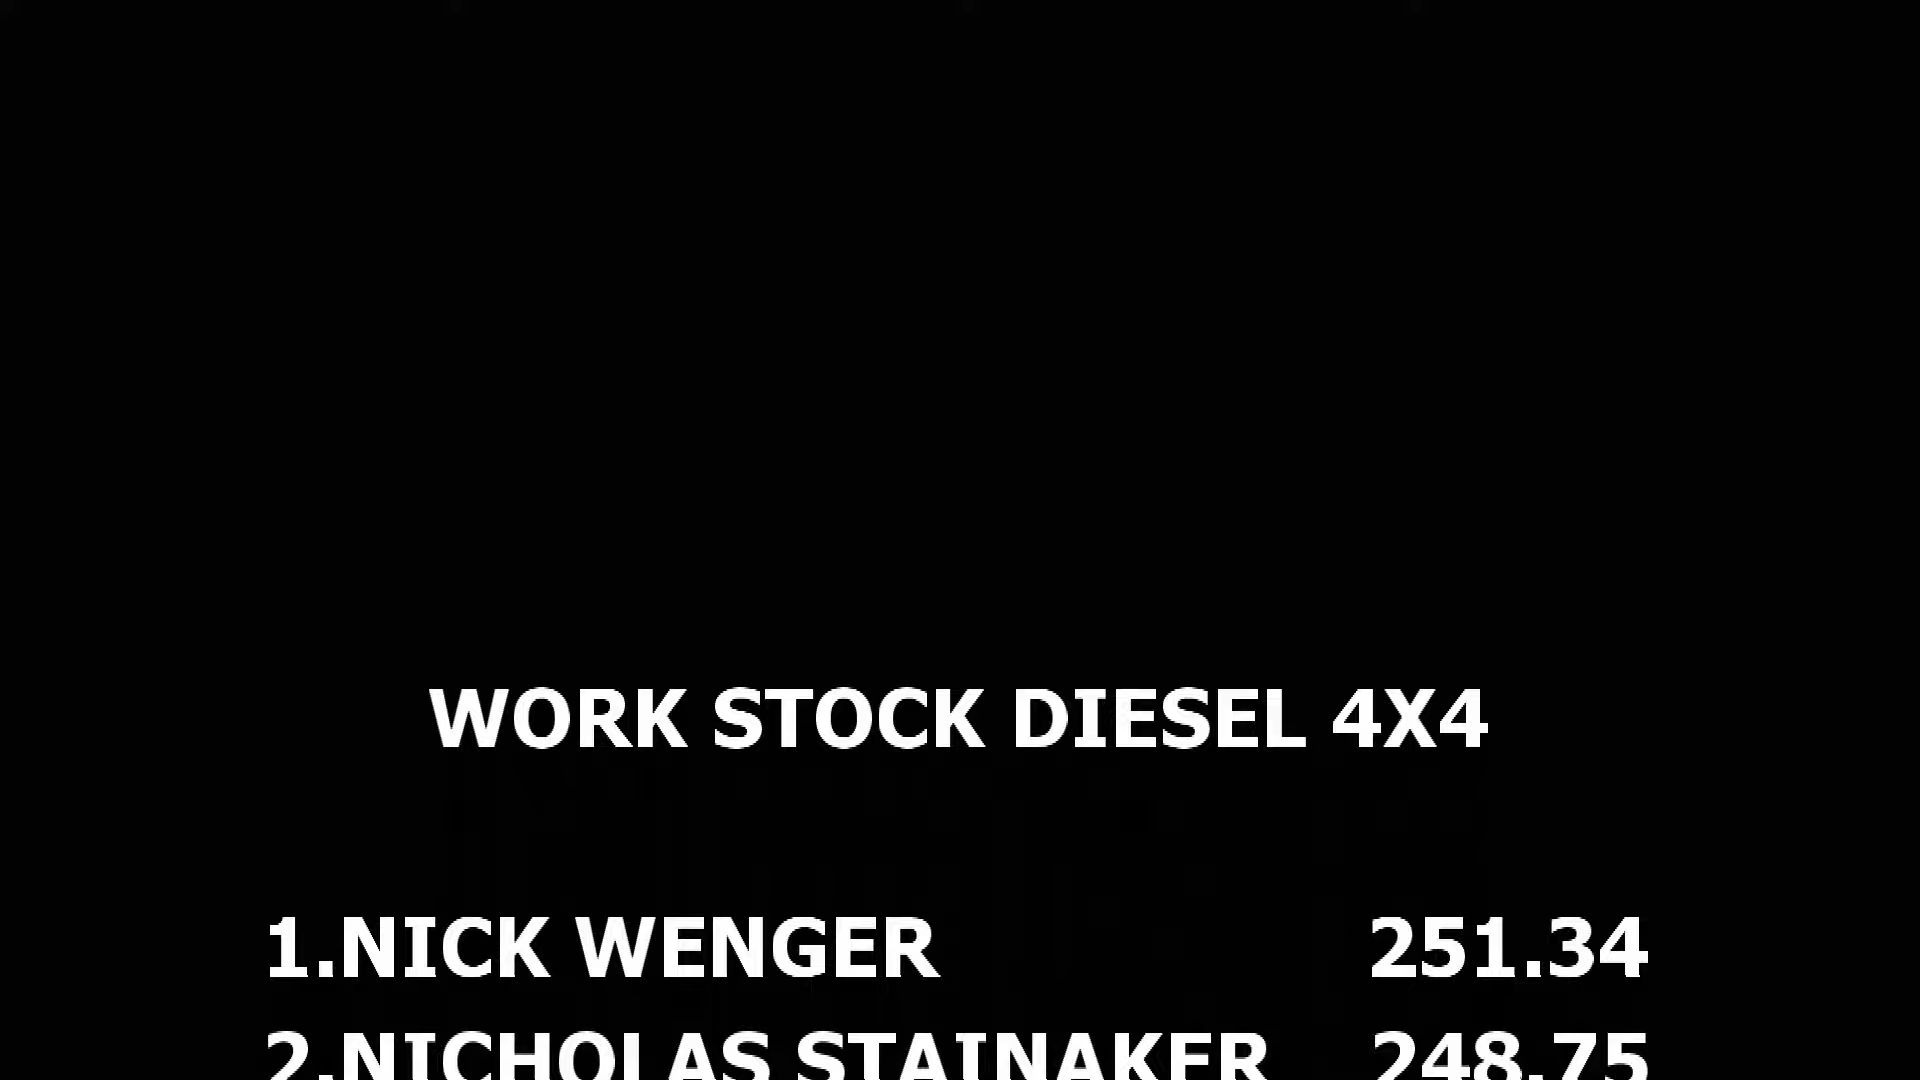 WORK STOCK DIESEL 4X4
1.NICK WENGER 251.34
2.NICHOLAS STAINAKER 248.75